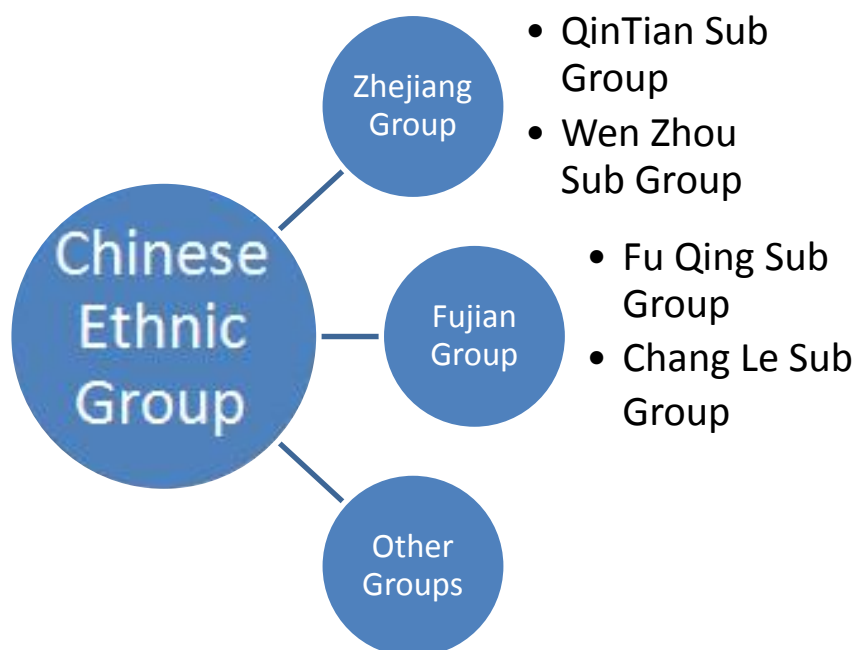 Chinese
Ethnic
Group
Zhejiang
Group
• QinTian Sub
Group
• Wen Zhou
Sub Group
Fujian
Group
• Fu Qing Sub
Group
• Chang Le Sub
Group
Other
Groups